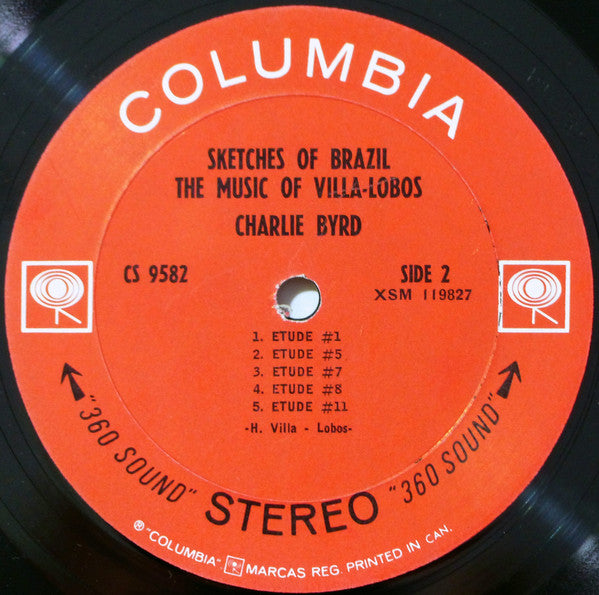 COLUMBIA
SKETCHES OF BRAZIL
THE MUSIC OF VILLA-LOBOS
CHARLIE BYRD
CS 9582
SIDE 2
XSM 119827
1. ETUDE #1
2. ETUDE #5
3. ETUDE #7
4. ETUDE #8
5. ETUDE #11
-H. Villa - Lobos-
"360 SOUND" STEREO "360 SOUND"
® "COLUMBIA" MARCAS REG. PRINTED IN CAN.